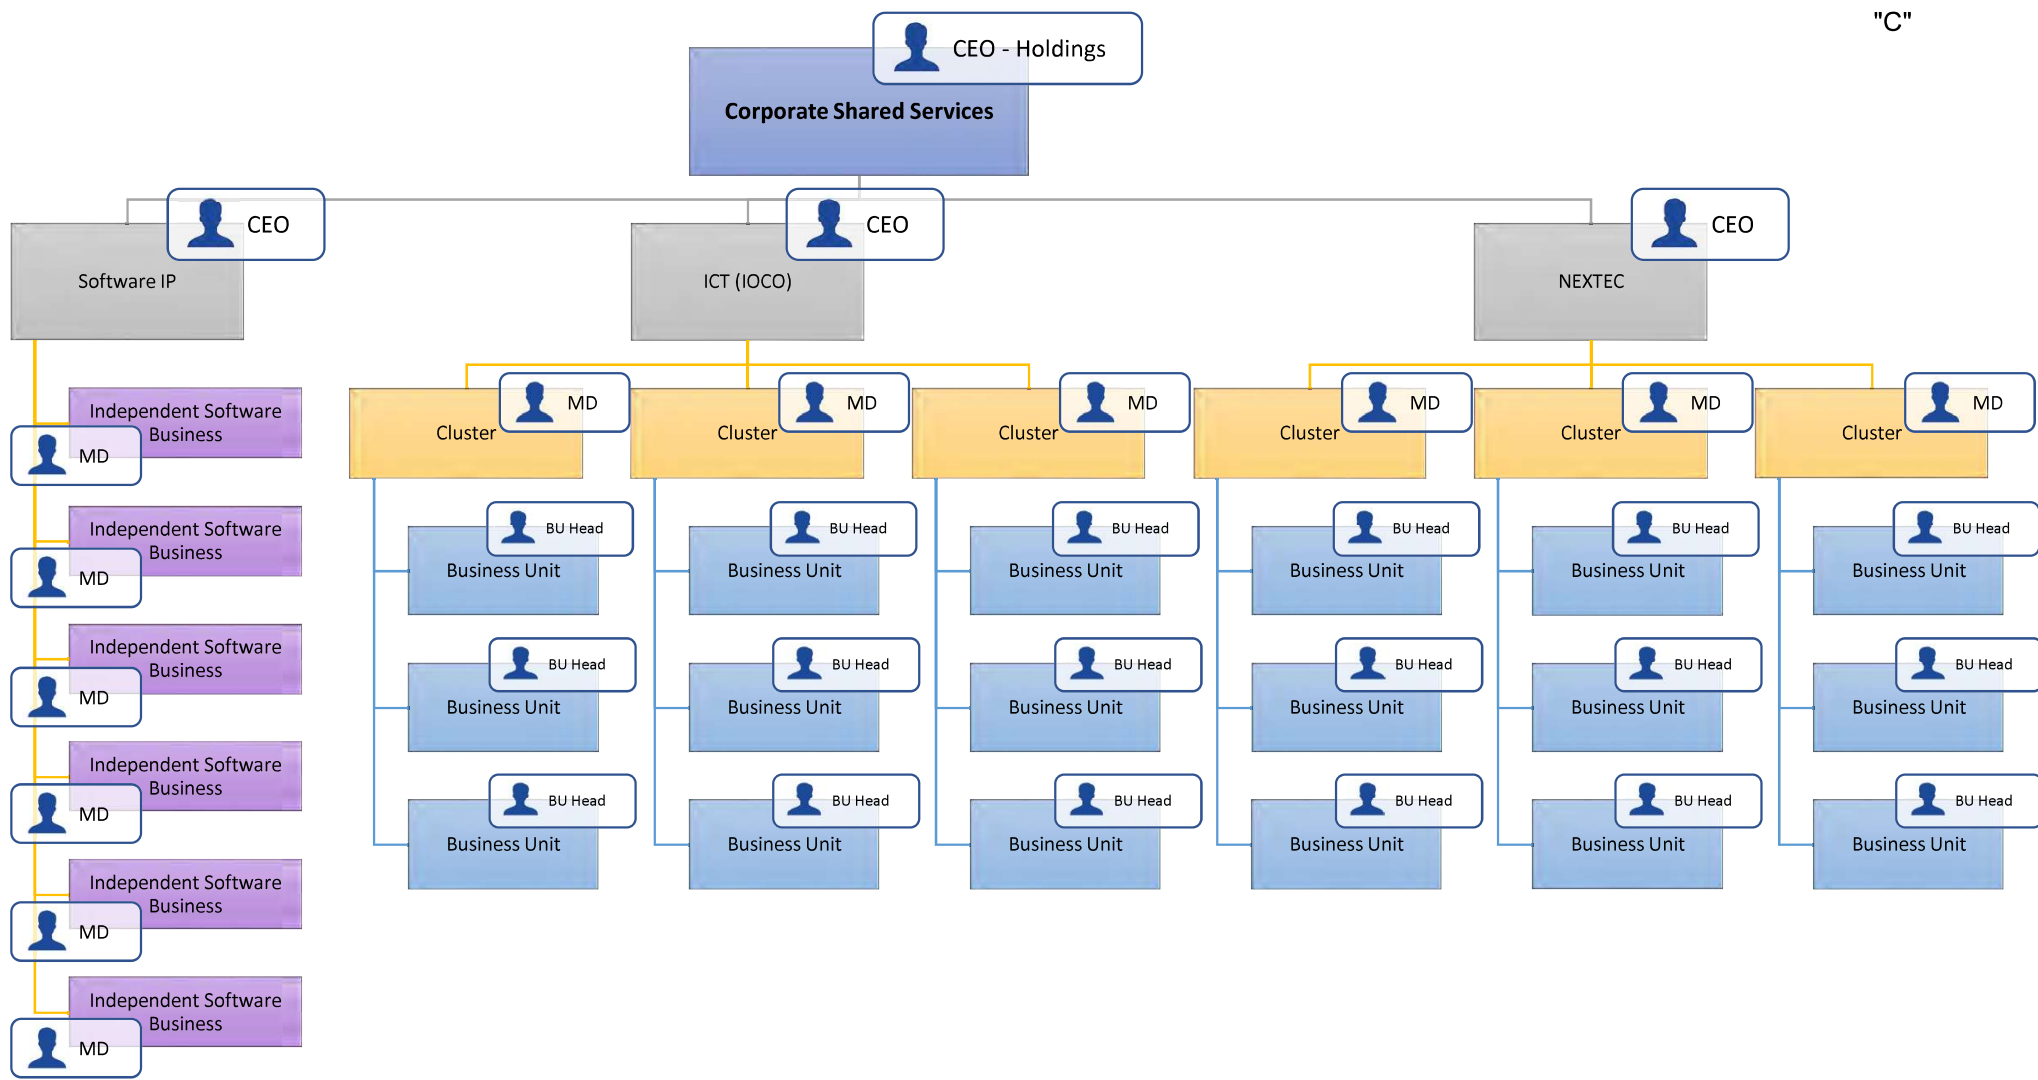 "C"
CEO - Holdings
Corporate Shared Services
CEO
CEO
CEO
Software IP
ICT (IOCO)
NEXTEC
Independent Software
Business
MD
Independent Software
Business
MD
Independent Software
Business
MD
Independent Software
Business
MD
Independent Software
Business
MD
Independent Software
Business
MD
MD
Cluster
BU Head
Business Unit
BU Head
Business Unit
BU Head
Business Unit
MD
Cluster
BU Head
Business Unit
BU Head
Business Unit
BU Head
Business Unit
MD
Cluster
BU Head
Business Unit
BU Head
Business Unit
BU Head
Business Unit
MD
Cluster
BU Head
Business Unit
BU Head
Business Unit
BU Head
Business Unit
MD
Cluster
BU Head
Business Unit
BU Head
Business Unit
BU Head
Business Unit
MD
Cluster
BU Head
Business Unit
BU Head
Business Unit
BU Head
Business Unit